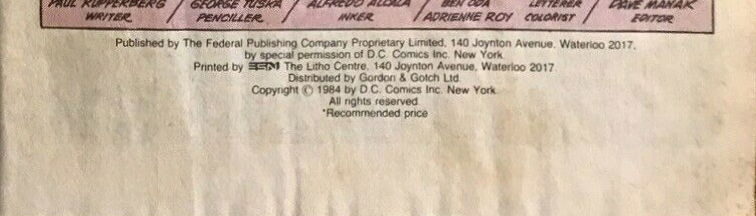 PAUL KUPPERBERG / GEORGE TUSKA / ALFREDO ALCALA / BEN ODA LETTERER / DAVE MANAK
WRITER PENCILLER INKER ADRIENNE ROY COLORIST EDITOR
Published by The Federal Publishing Company Proprietary Limited, 140 Joynton Avenue, Waterloo 2017,
by special permission of D.C. Comics Inc. New York.
Printed by ESN The Litho Centre, 140 Joynton Avenue, Waterloo 2017.
Distributed by Gordon & Gotch Ltd.
Copyright © 1984 by D.C. Comics Inc. New York.
All rights reserved.
*Recommended price